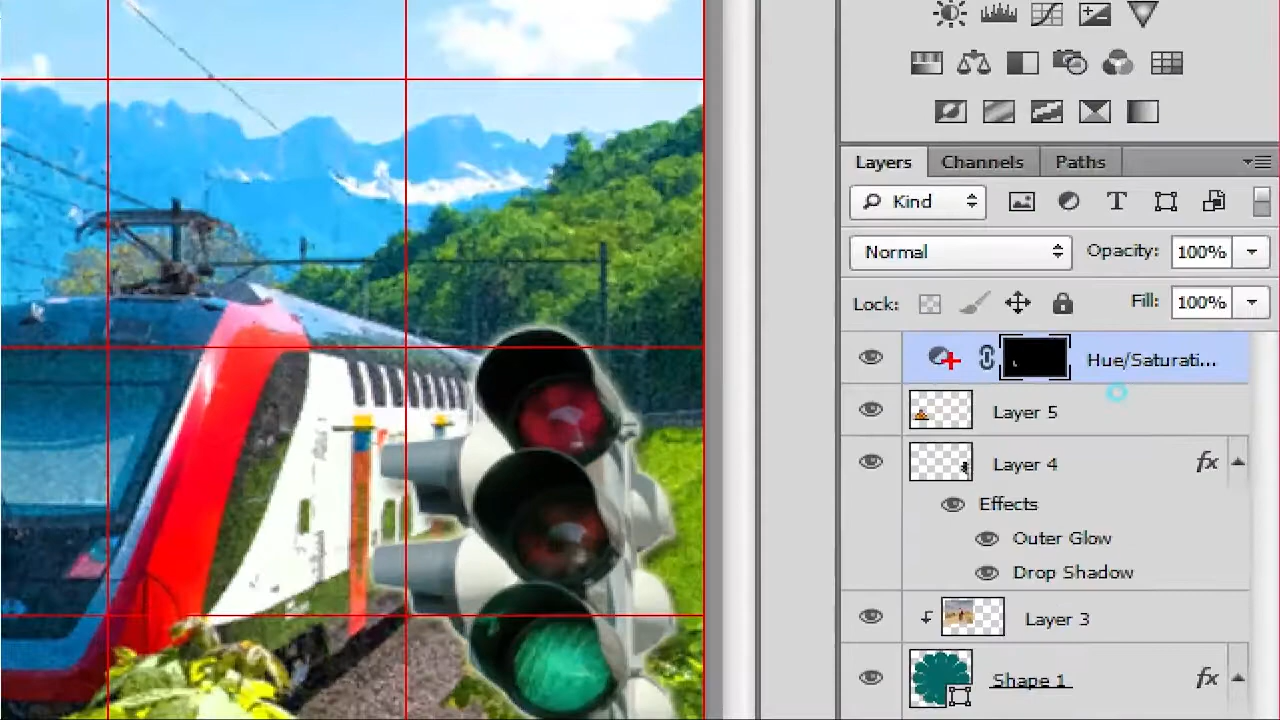 Layers Channels Paths
Kind
Normal Opacity: 100%
Lock: Fill: 100%
Hue/Saturati...
Layer 5
Layer 4 fx
Effects
Outer Glow
Drop Shadow
Layer 3
Shape 1 fx